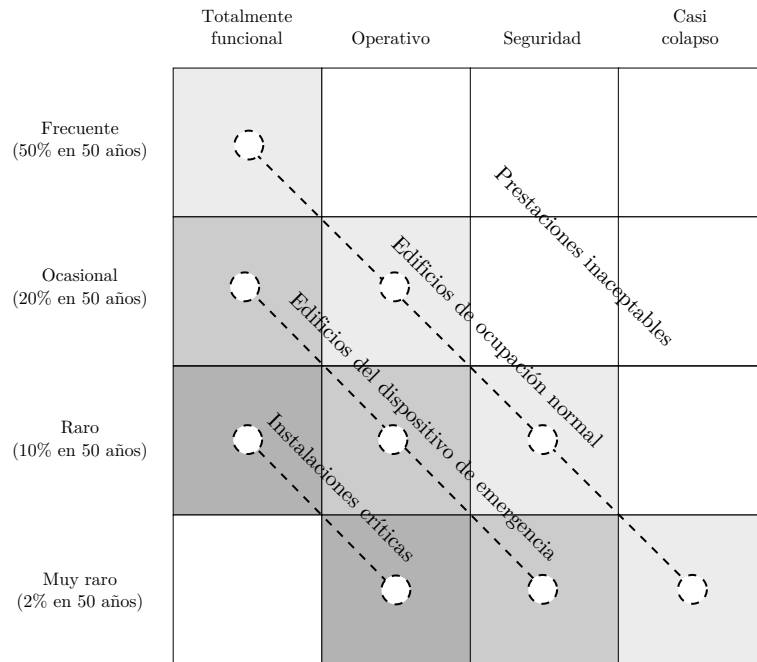 Totalmente
funcional
Operativo
Seguridad
Casi
colapso
Frecuente
(50% en 50 años)
Ocasional
(20% en 50 años)
Raro
(10% en 50 años)
Muy raro
(2% en 50 años)
Prestaciones inaceptables
Edificios de ocupación normal
Edificios del dispositivo de emergencia
Instalaciones críticas